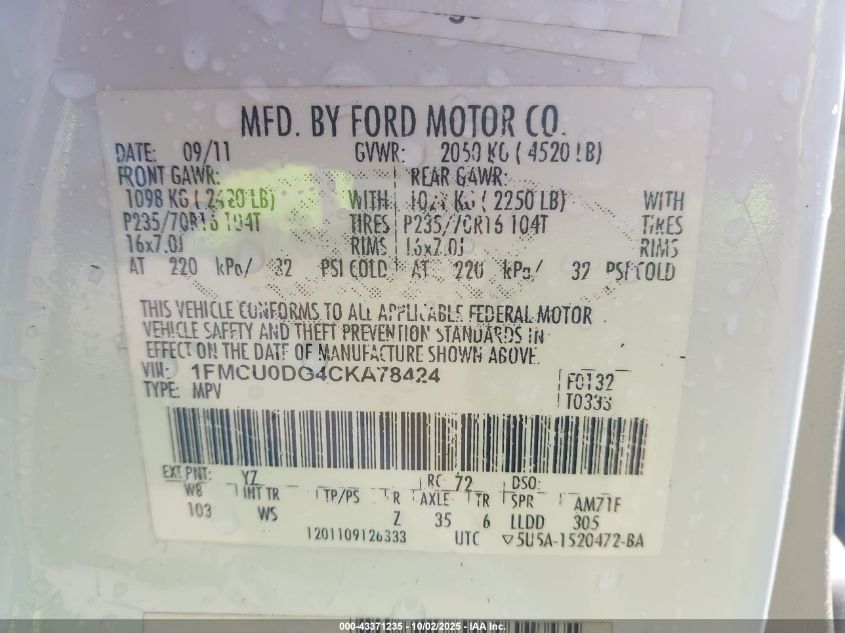 MFD. BY FORD MOTOR CO.
DATE: 09/11 GVWR: 2050 KG ( 4520 LB)
FRONT GAWR: REAR GAWR:
1098 KG ( 2420 LB) WITH 1021 KG ( 2250 LB) WITH
P235/70R16 104T TIRES P235/70R16 104T TIRES
16x7.0J RIMS 16x7.0J RIMS
AT 220 kPa/ 32 PSI COLD AT 220 kPa/ 32 PSI COLD
THIS VEHICLE CONFORMS TO ALL APPLICABLE FEDERAL MOTOR
VEHICLE SAFETY AND THEFT PREVENTION STANDARDS IN
EFFECT ON THE DATE OF MANUFACTURE SHOWN ABOVE.
VIN: 1FMCU0DG4CKA78424 F0132
TYPE: MPV T0333
EXT PNT: YZ RC: 72 DSO:
WB INT TR TP/PS R AXLE TR SPR AM71F
103 WS Z 35 6 LLDD 305
1201109126333 UTC ▽5U5A-1520472-BA
000-43371235 - 10/02/2025 - IAA Inc.